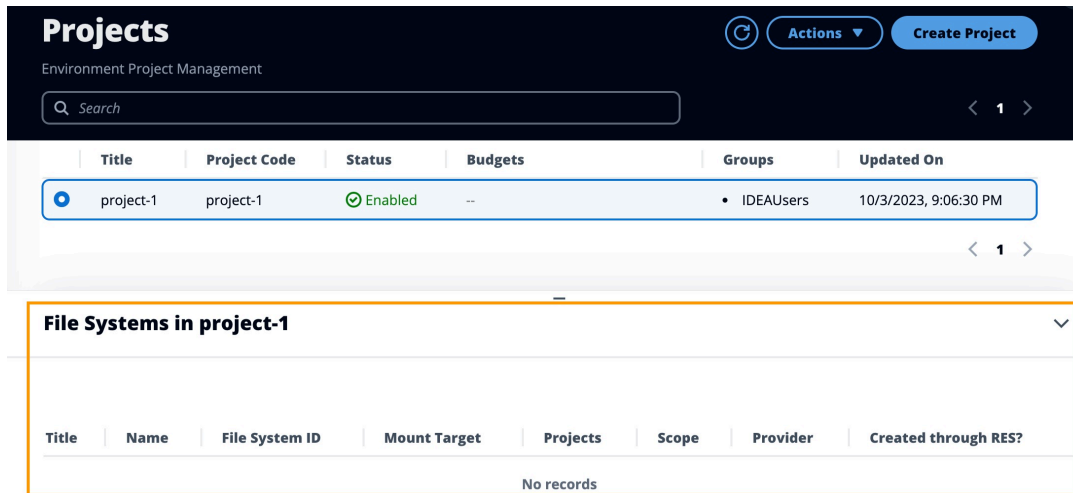 Projects
Actions ▼
Create Project
Environment Project Management
Search
1
Title Project Code Status Budgets Groups Updated On
project-1 project-1 Enabled -- • IDEAUsers 10/3/2023, 9:06:30 PM
1
File Systems in project-1
Title Name File System ID Mount Target Projects Scope Provider Created through RES?
No records